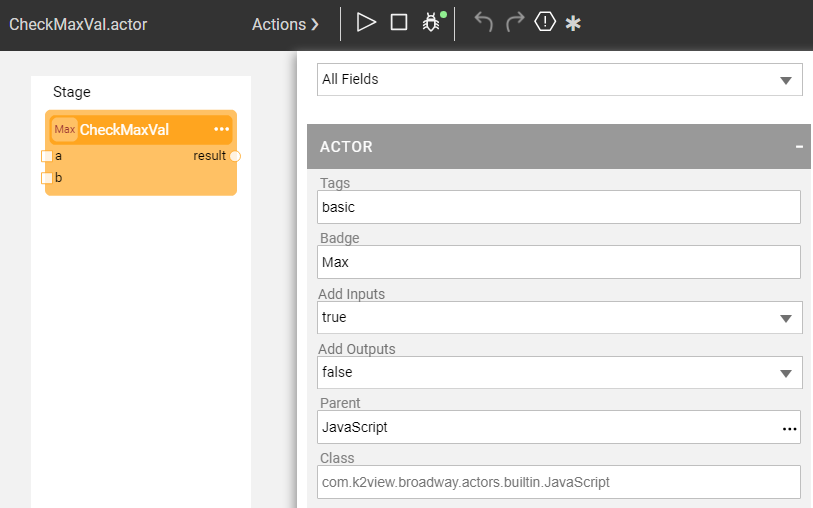 CheckMaxVal.actor
Actions
Stage
Max CheckMaxVal
a result
b
All Fields
ACTOR
Tags
basic
Badge
Max
Add Inputs
true
Add Outputs
false
Parent
JavaScript
Class
com.k2view.broadway.actors.builtin.JavaScript